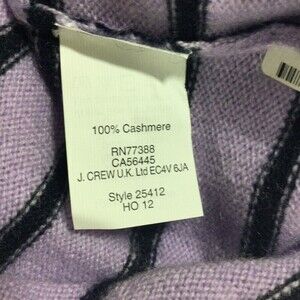 100% Cashmere
RN77388
CA56445
J. CREW U.K. Ltd EC4V 6JA
Style 25412
HO 12